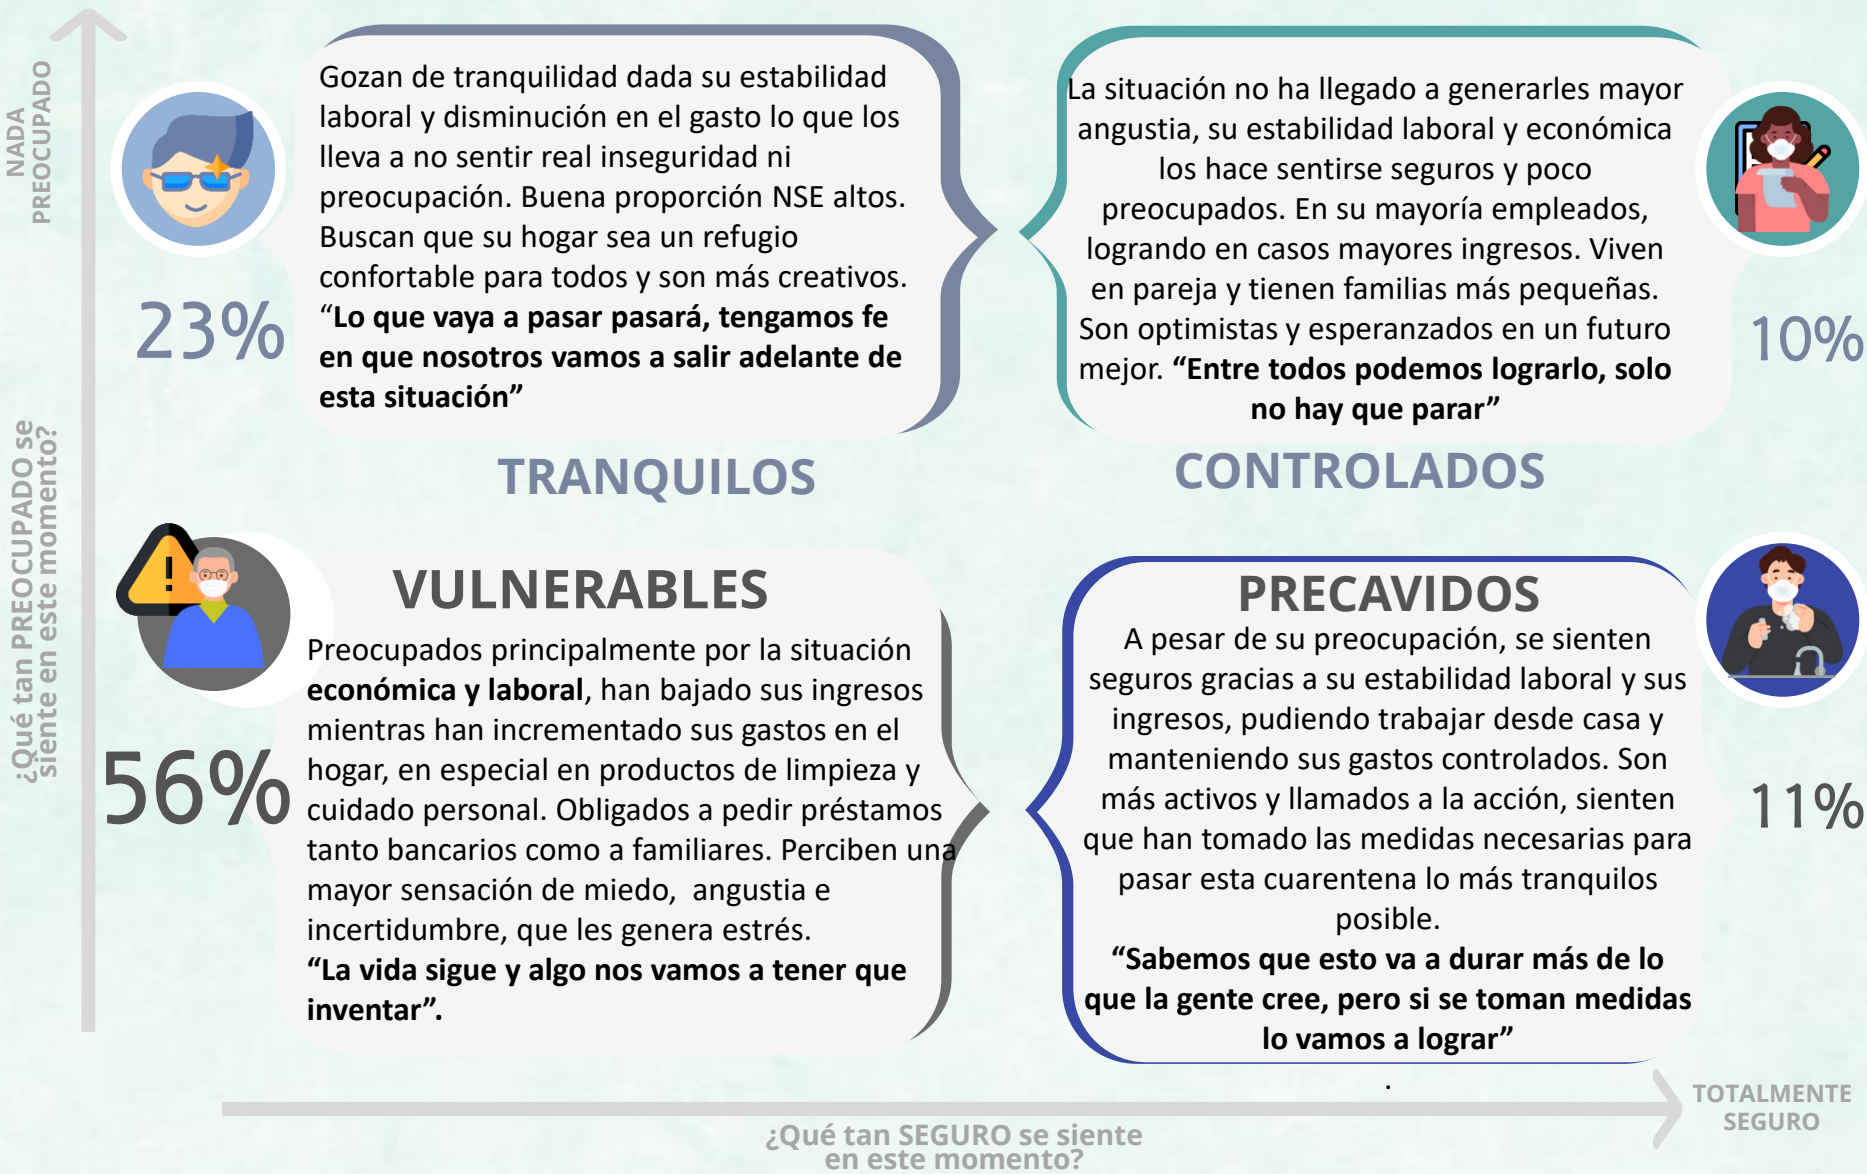 NADA
PREOCUPADO
¿Qué tan PREOCUPADO se
siente en este momento?
Gozan de tranquilidad dada su estabilidad
laboral y disminución en el gasto lo que los
lleva a no sentir real inseguridad ni
preocupación. Buena proporción NSE altos.
Buscan que su hogar sea un refugio
confortable para todos y son más creativos.
“Lo que vaya a pasar pasará, tengamos fe
en que nosotros vamos a salir adelante de
esta situación”
23%
TRANQUILOS
La situación no ha llegado a generarles mayor
angustia, su estabilidad laboral y económica
los hace sentirse seguros y poco
preocupados. En su mayoría empleados,
logrando en casos mayores ingresos. Viven
en pareja y tienen familias más pequeñas.
Son optimistas y esperanzados en un futuro
mejor. “Entre todos podemos lograrlo, solo
no hay que parar”
10%
CONTROLADOS
VULNERABLES
Preocupados principalmente por la situación
económica y laboral, han bajado sus ingresos
mientras han incrementado sus gastos en el
hogar, en especial en productos de limpieza y
cuidado personal. Obligados a pedir préstamos
tanto bancarios como a familiares. Perciben una
mayor sensación de miedo, angustia e
incertidumbre, que les genera estrés.
“La vida sigue y algo nos vamos a tener que
inventar”.
56%
PRECAVIDOS
A pesar de su preocupación, se sienten
seguros gracias a su estabilidad laboral y sus
ingresos, pudiendo trabajar desde casa y
manteniendo sus gastos controlados. Son
más activos y llamados a la acción, sienten
que han tomado las medidas necesarias para
pasar esta cuarentena lo más tranquilos
posible.
“Sabemos que esto va a durar más de lo
que la gente cree, pero si se toman medidas
lo vamos a lograr”
.
11%
TOTALMENTE
SEGURO
¿Qué tan SEGURO se siente
en este momento?